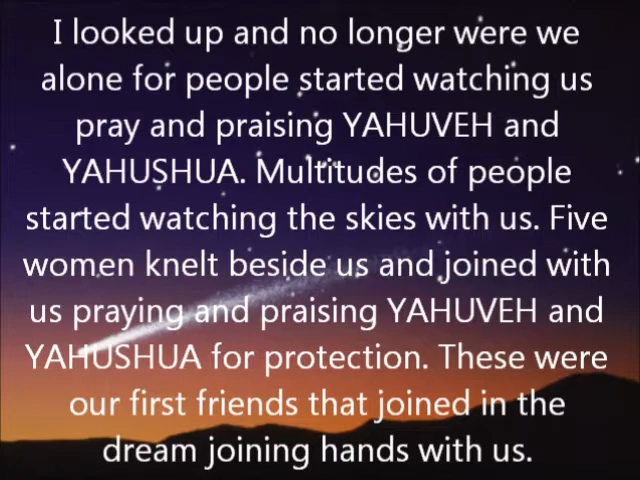 I looked up and no longer were we
alone for people started watching us
pray and praising YAHUVEH and
YAHUSHUA. Multitudes of people
started watching the skies with us. Five
women knelt beside us and joined with
us praying and praising YAHUVEH and
YAHUSHUA for protection. These were
our first friends that joined in the
dream joining hands with us.